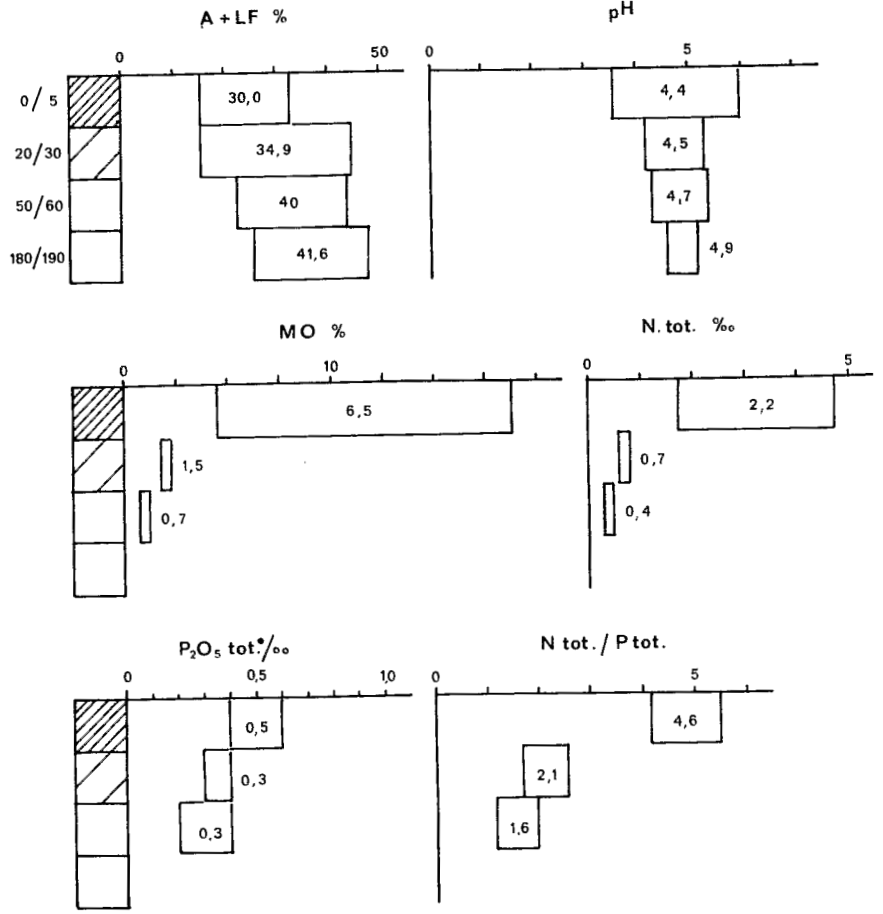 A + LF %
pH
0 50
0 5
0/5 30,0 4,4
20/30 34,9 4,5
50/60 40 4,7
180/190 41,6 4,9
MO %
N. tot. ‰
0 10
0 5
6,5 2,2
1,5 0,7
0,7 0,4
P₂O₅ tot.°/oo
N tot. / P tot.
0 0,5 1,0
0 5
0,5 4,6
0,3 2,1
0,3 1,6